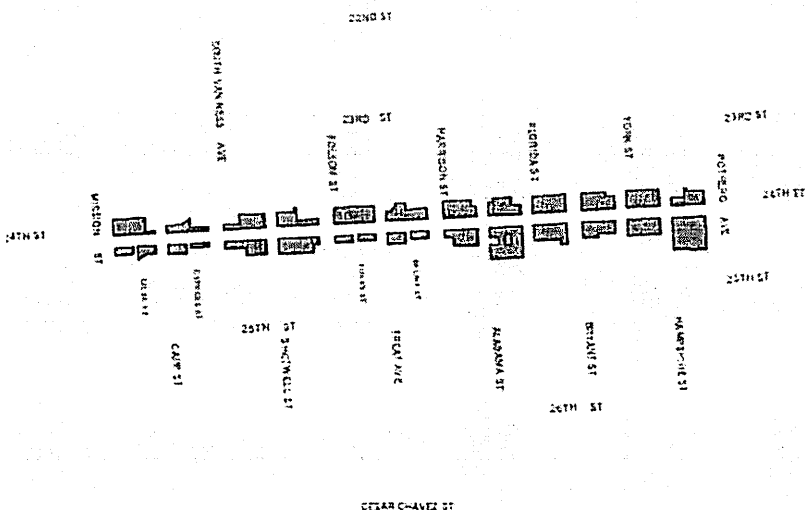 22ND ST
SOUTH VAN NESS AVE
23RD ST
23RD ST
FOLSOM ST
HARRISON ST
FLORIDA ST
YORK ST
POTRERO AVE
MISSION ST
24TH ST
24TH ST
25TH ST
25TH ST
CAPP ST
SHOTWELL ST
TREAT AVE
ALABAMA ST
BRYANT ST
HAMPSHIRE ST
26TH ST
CESAR CHAVEZ ST